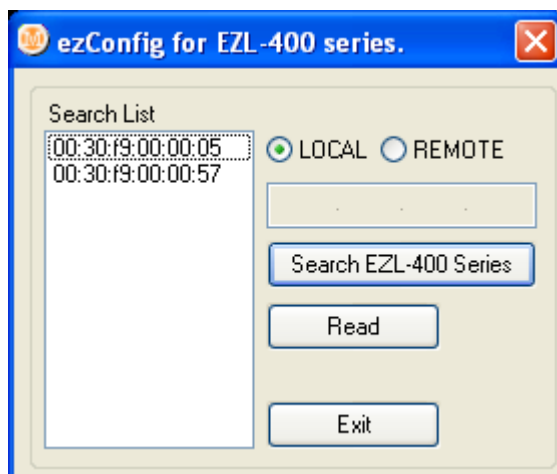 ezConfig for EZL-400 series.
Search List
00:30:f9:00:00:05
00:30:f9:00:00:57
LOCAL REMOTE
. . .
Search EZL-400 Series
Read
Exit